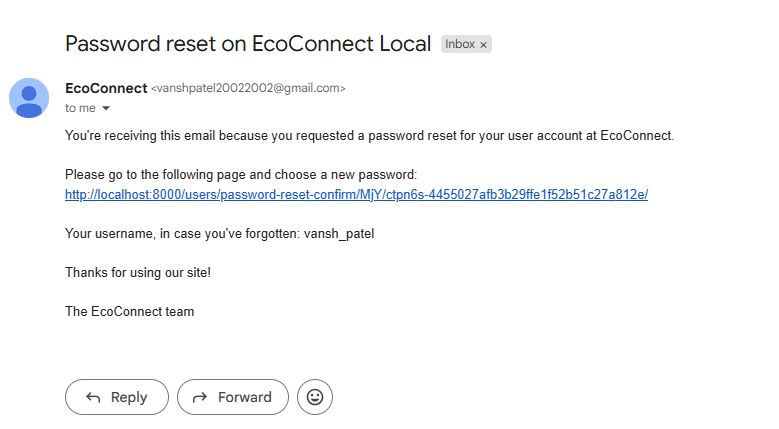 Password reset on EcoConnect Local Inbox ×
EcoConnect <vanshpatel20022002@gmail.com>
to me
You're receiving this email because you requested a password reset for your user account at EcoConnect.
Please go to the following page and choose a new password:
http://localhost:8000/users/password-reset-confirm/MjY/ctpn6s-4455027afb3b29ffe1f52b51c27a812e/
Your username, in case you've forgotten: vansh_patel
Thanks for using our site!
The EcoConnect team
Reply Forward